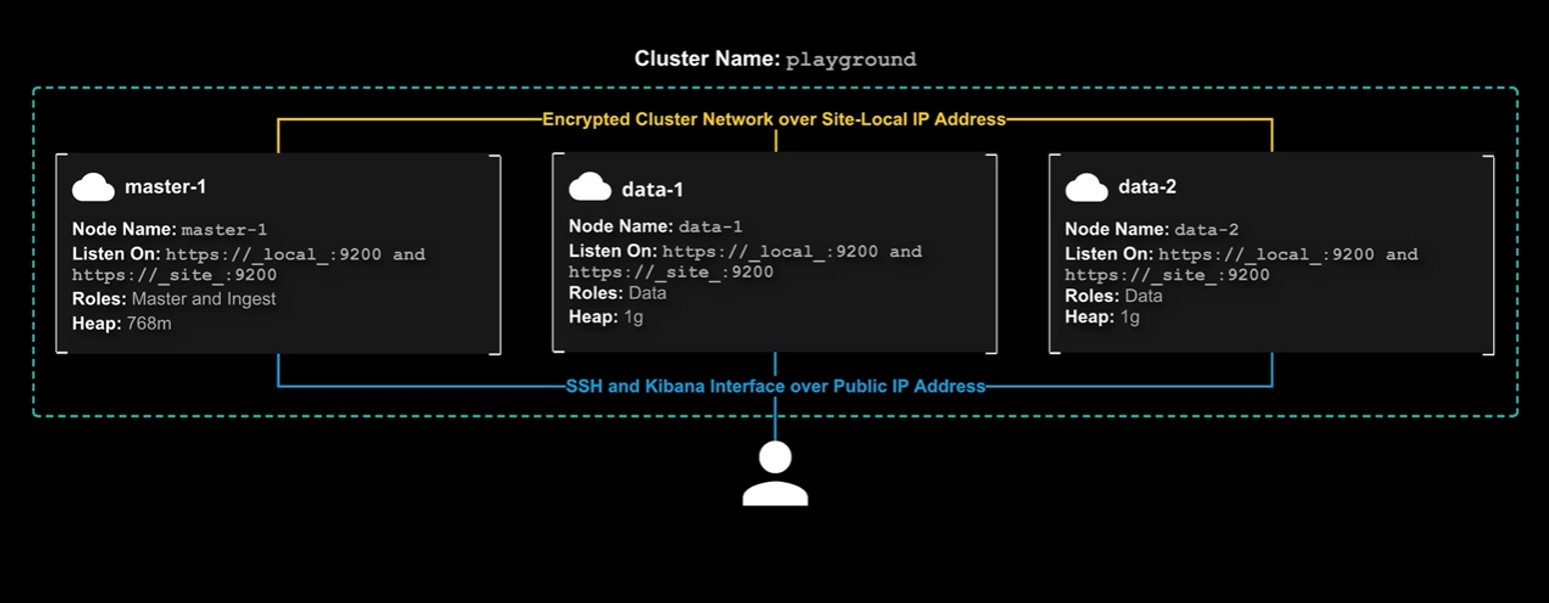 Cluster Name: playground
Encrypted Cluster Network over Site-Local IP Address
master-1
Node Name: master-1
Listen On: https://_local_:9200 and
https://_site_:9200
Roles: Master and Ingest
Heap: 768m
data-1
Node Name: data-1
Listen On: https://_local_:9200 and
https://_site_:9200
Roles: Data
Heap: 1g
data-2
Node Name: data-2
Listen On: https://_local_:9200 and
https://_site_:9200
Roles: Data
Heap: 1g
SSH and Kibana Interface over Public IP Address